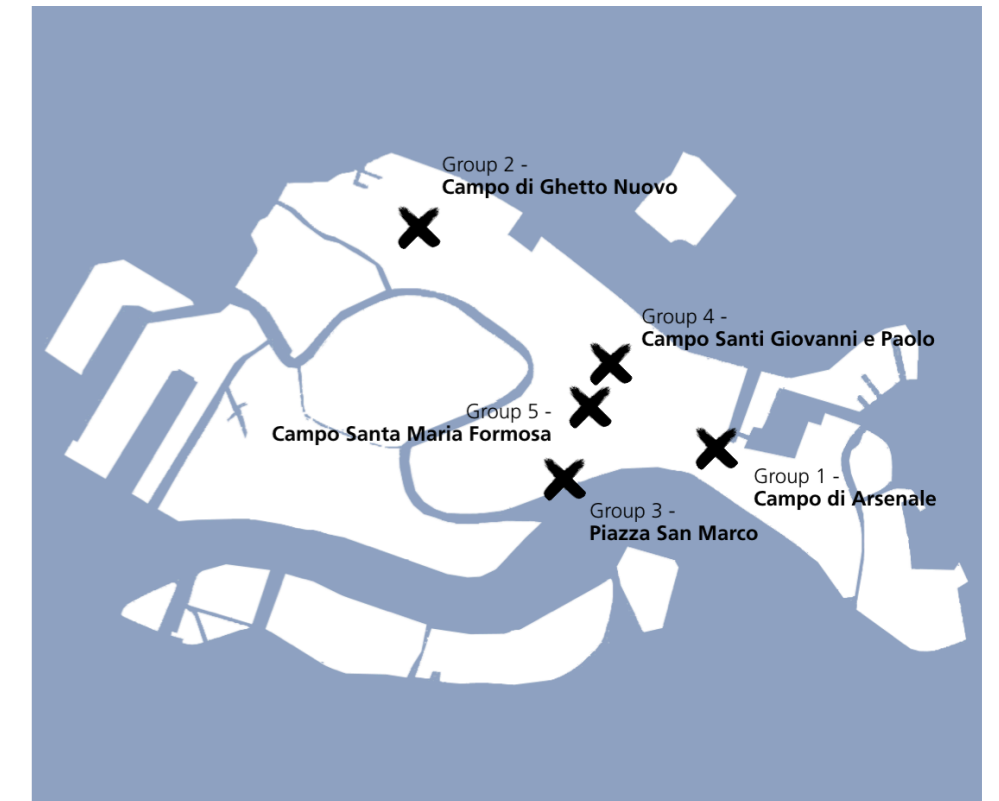 Group 2 -
Campo di Ghetto Nuovo
Group 4 -
Campo Santi Giovanni e Paolo
Group 5 -
Campo Santa Maria Formosa
Group 1 -
Campo di Arsenale
Group 3 -
Piazza San Marco